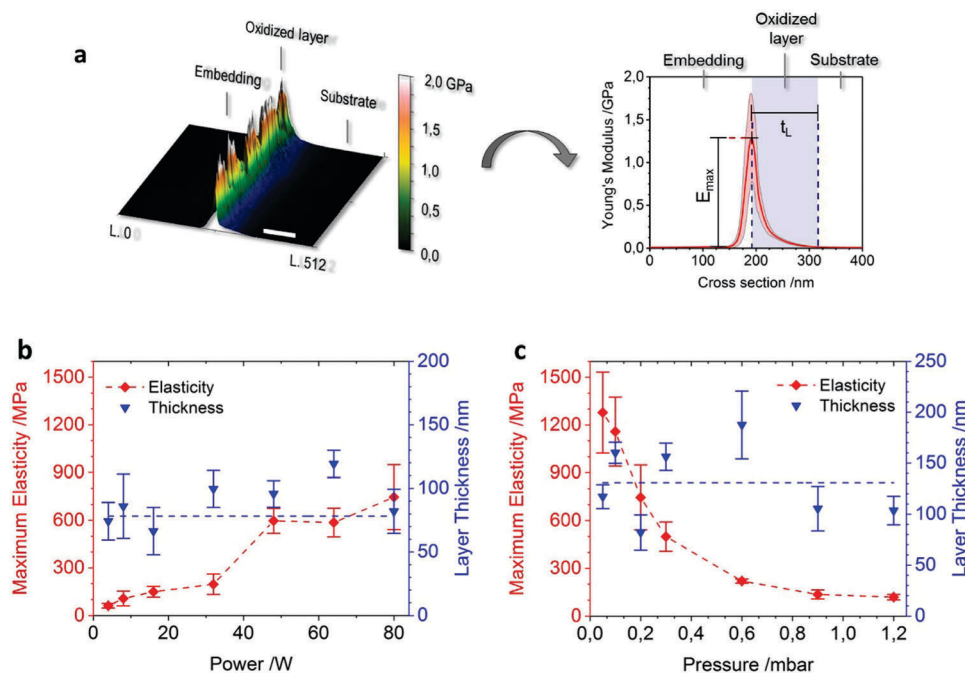 a
Oxidized layer
Embedding
Substrate
2,0 GPa
1,5
1,0
0,5
0,0
L. 0
L. 512
Oxidized
layer
Embedding
Substrate
Young's Modulus /GPa
2,0
1,5
1,0
0,5
0,0
Emax
tL
0 100 200 300 400
Cross section /nm
b
Maximum Elasticity /MPa
1500
1200
900
600
300
0
Elasticity
Thickness
200
150
100
50
0
Layer Thickness /nm
0 20 40 60 80
Power /W
c
Maximum Elasticity /MPa
1500
1200
900
600
300
0
Elasticity
Thickness
250
200
150
100
50
0
Layer Thickness /nm
0,0 0,2 0,4 0,6 0,8 1,0 1,2
Pressure /mbar